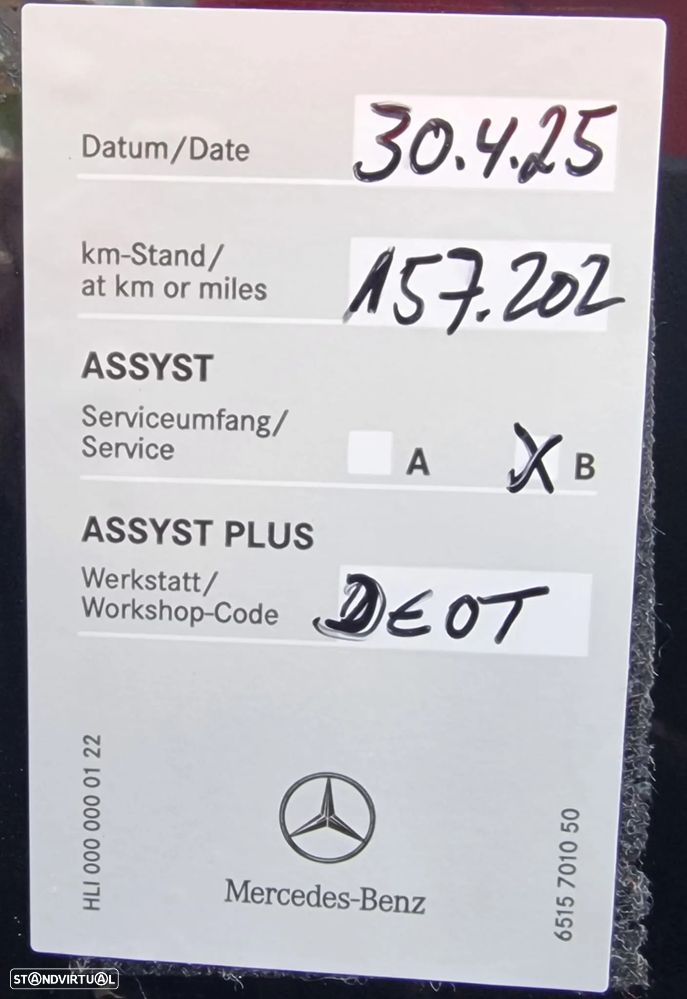 Datum/Date 30.4.25
km-Stand/
at km or miles 157.202
ASSYST
Serviceumfang/
Service A X B
ASSYST PLUS
Werkstatt/
Workshop-Code DEOT
HLI 000 000 01 22
Mercedes-Benz
6515 7010 50
STANDVIRTUAL